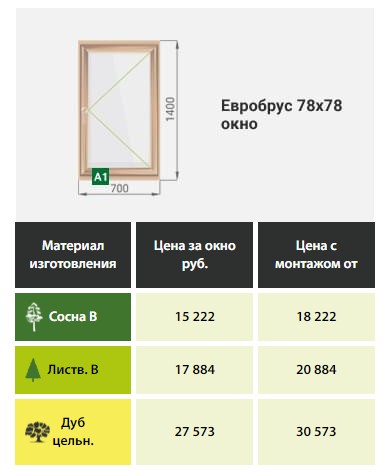 1400
Евробрус 78x78
окно
A1
700
Материал
изготовления
Цена за окно
руб.
Цена с
монтажом от
Сосна В
15 222
18 222
Листв. В
17 884
20 884
Дуб
цельн.
27 573
30 573